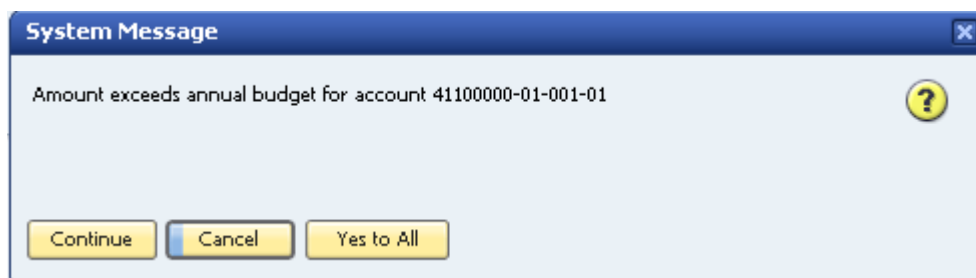 System Message
Amount exceeds annual budget for account 41100000-01-001-01
?
Continue Cancel Yes to All